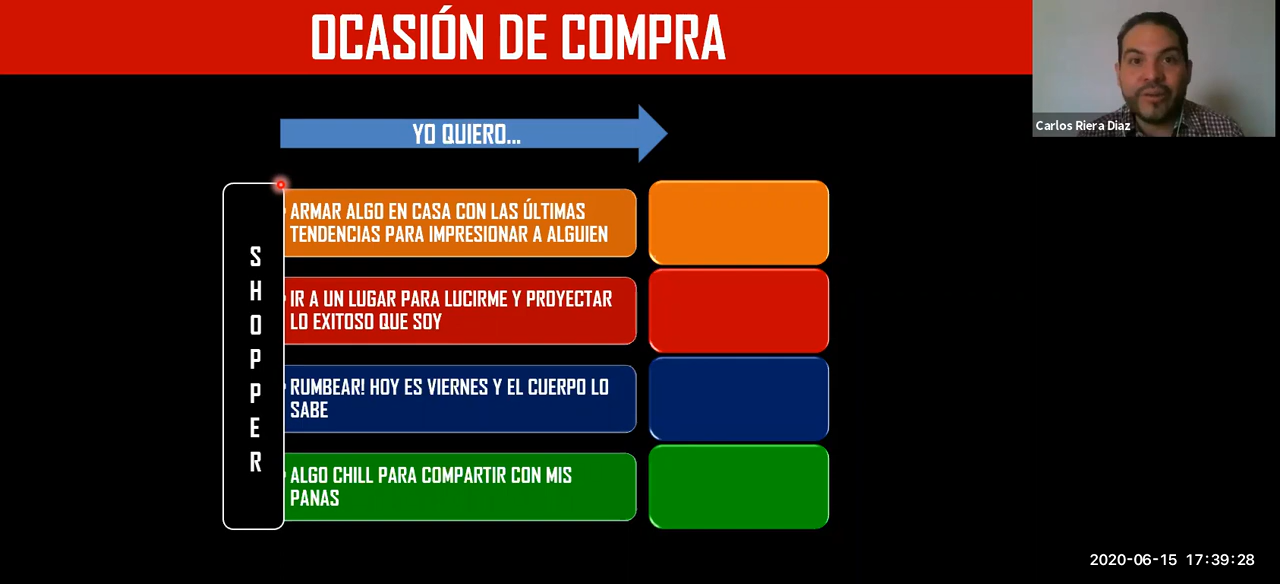 OCASIÓN DE COMPRA
Carlos Riera Diaz
YO QUIERO...
SHOPPER
ARMAR ALGO EN CASA CON LAS ÚLTIMAS
TENDENCIAS PARA IMPRESIONAR A ALGUIEN
IR A UN LUGAR PARA LUCIRME Y PROYECTAR
LO EXITOSO QUE SOY
RUMBEAR! HOY ES VIERNES Y EL CUERPO LO
SABE
ALGO CHILL PARA COMPARTIR CON MIS
PANAS
2020-06-15 17:39:28